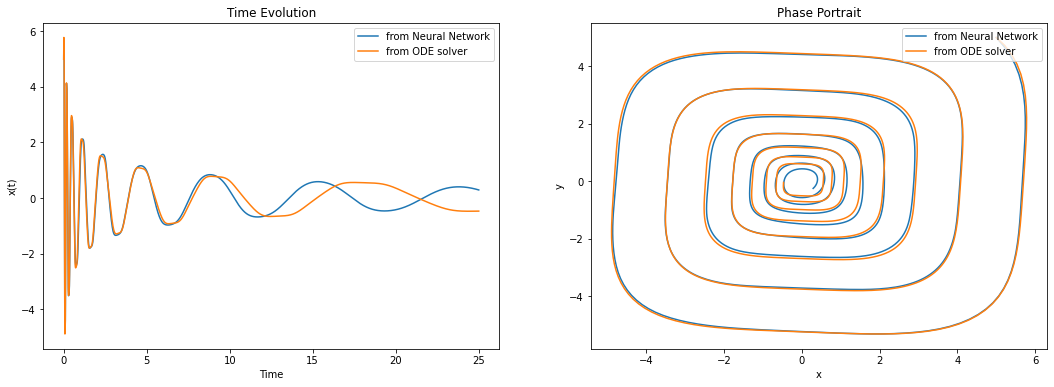 Time Evolution
6
4
2
0
−2
−4
x(t)
0
5
10
15
20
25
Time
from Neural Network
from ODE solver
Phase Portrait
4
2
0
−2
−4
y
−4
−2
0
2
4
6
x
from Neural Network
from ODE solver